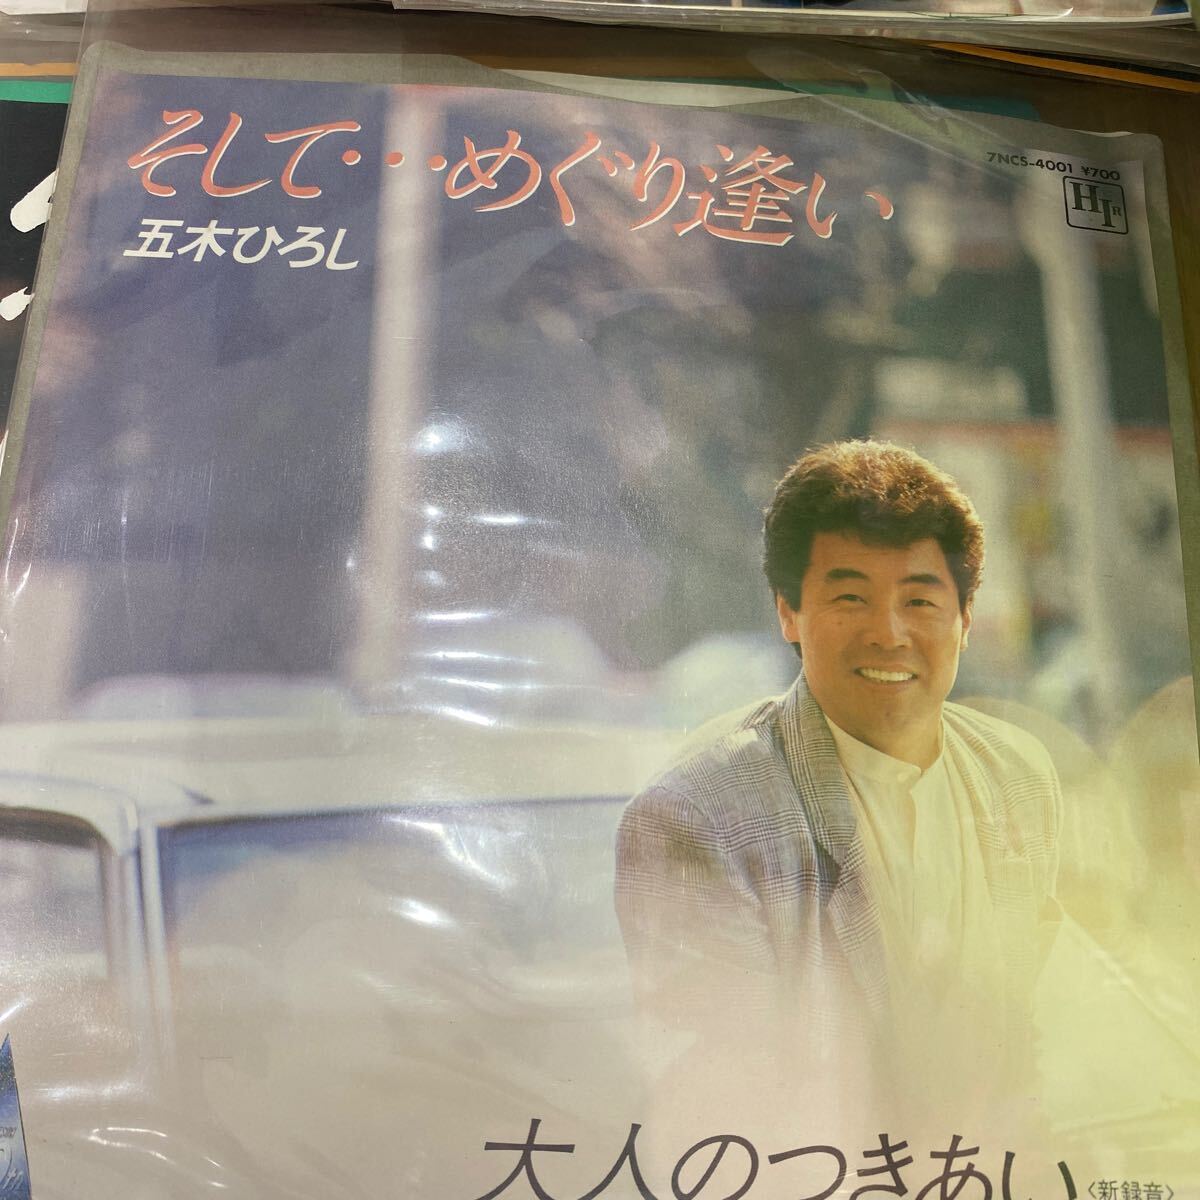 そして・・・めぐり逢い
五木ひろし
7NCS-4001 ¥700
HIR
大人のつきあい〈新録音〉